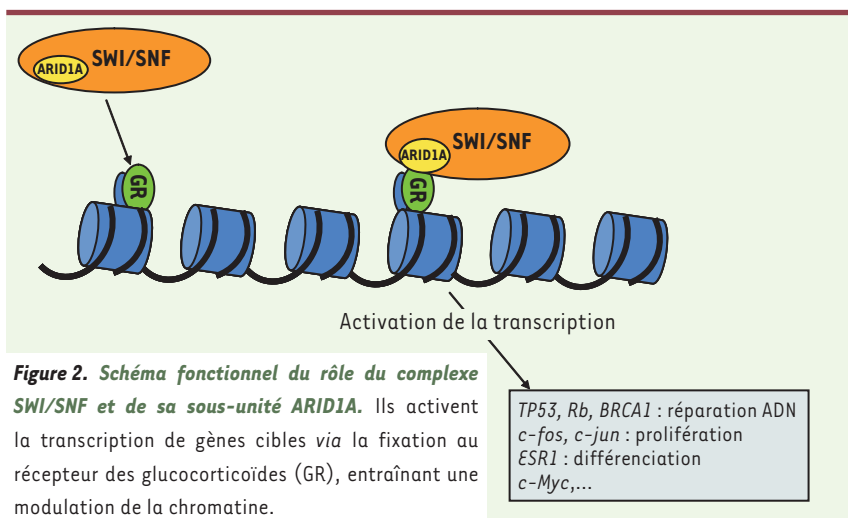 SWI/SNF
ARID1A
GR
SWI/SNF
ARID1A
GR
Activation de la transcription
Figure 2. Schéma fonctionnel du rôle du complexe
SWI/SNF et de sa sous-unité ARID1A. Ils activent
la transcription de gènes cibles via la fixation au
récepteur des glucocorticoïdes (GR), entraînant une
modulation de la chromatine.
TP53, Rb, BRCA1 : réparation ADN
c-fos, c-jun : prolifération
ESR1 : différenciation
c-Myc,...